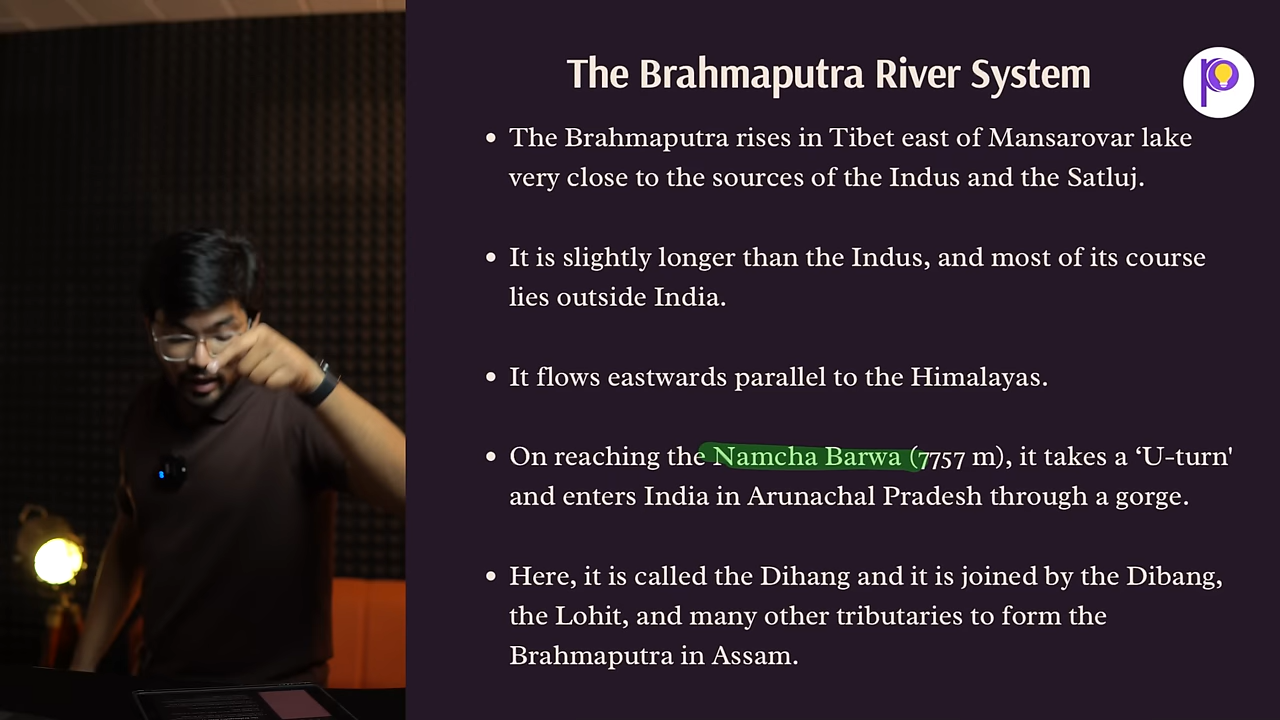 The Brahmaputra River System
• The Brahmaputra rises in Tibet east of Mansarovar lake
very close to the sources of the Indus and the Satluj.
• It is slightly longer than the Indus, and most of its course
lies outside India.
• It flows eastwards parallel to the Himalayas.
• On reaching the Namcha Barwa (7757 m), it takes a ‘U-turn'
and enters India in Arunachal Pradesh through a gorge.
• Here, it is called the Dihang and it is joined by the Dibang,
the Lohit, and many other tributaries to form the
Brahmaputra in Assam.